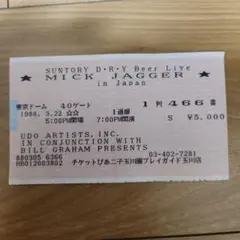 SUNTORY D・R・Y Beer Live
★ MICK JAGGER ★
in Japan
東京ドーム 40ゲート 1塁側 1列 466番
1988. 3.22 ☆☆
5:00PM開場 7:00PM開演 S ¥5,000
UDO ARTISTS, INC.
IN CONJUNCTION WITH
BILL GRAHAM PRESENTS
03-402-7281
880305 6366
HB012003802 チケットぴあ二子玉川園プレイガイド玉川店